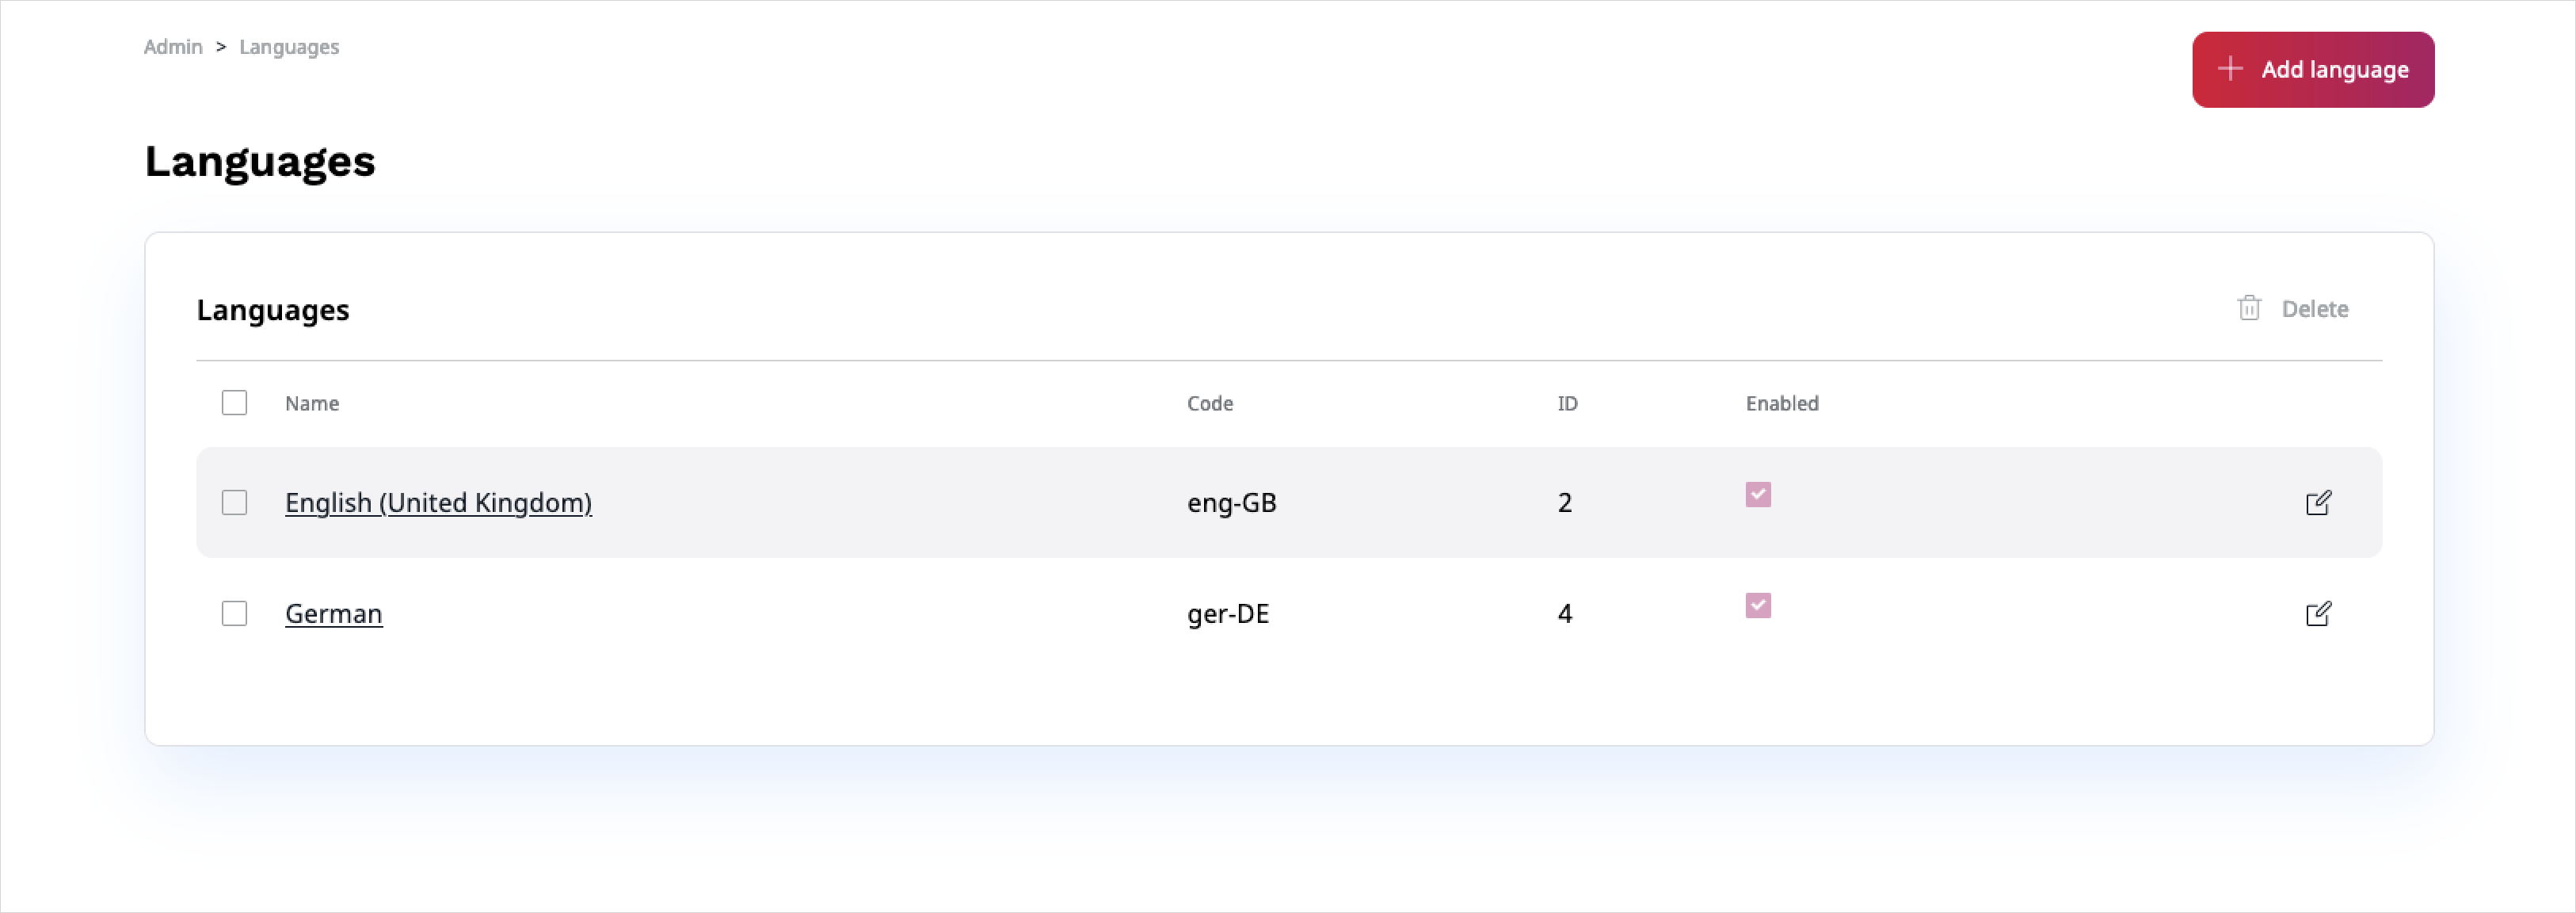 Admin > Languages
Add language
Languages
Languages
Delete
Name Code ID Enabled
English (United Kingdom) eng-GB 2
German ger-DE 4